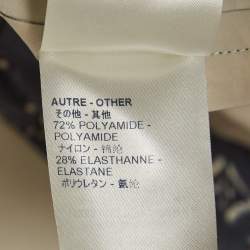 AUTRE - OTHER
その他 - 其他
72% POLYAMIDE -
POLYAMIDE
ナイロン - 锦纶
28% ELASTHANNE -
ELASTANE
ポリウレタン - 氨纶